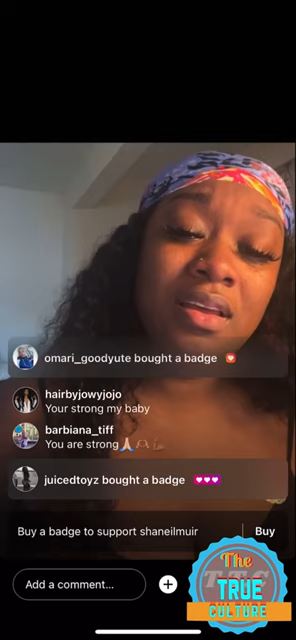 omari_goodyute bought a badge
hairbyjowyjojo
Your strong my baby
barbiana_tiff
You are strong🙏🏽🫶🏽💪🏽
juicedtoyz bought a badge
Buy a badge to support shaneilmuir
Buy
Add a comment...
The
TRUE
CULTURE